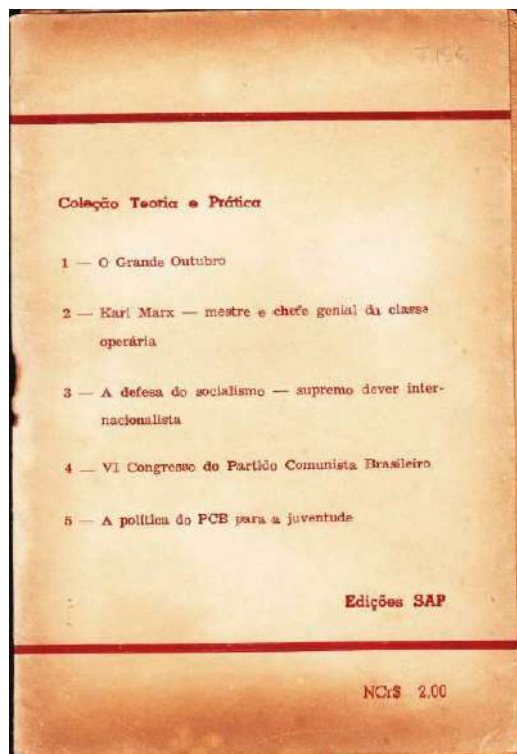 Coleção Teoria e Prática
1 — O Grande Outubro
2 — Karl Marx — mestre e chefe genial da classe
operária
3 — A defesa do socialismo — supremo dever inter-
nacionalista
4 — VI Congresso do Partido Comunista Brasileiro
5 — A política do PCB para a juventude
Edições SAP
NCr$ 2,00